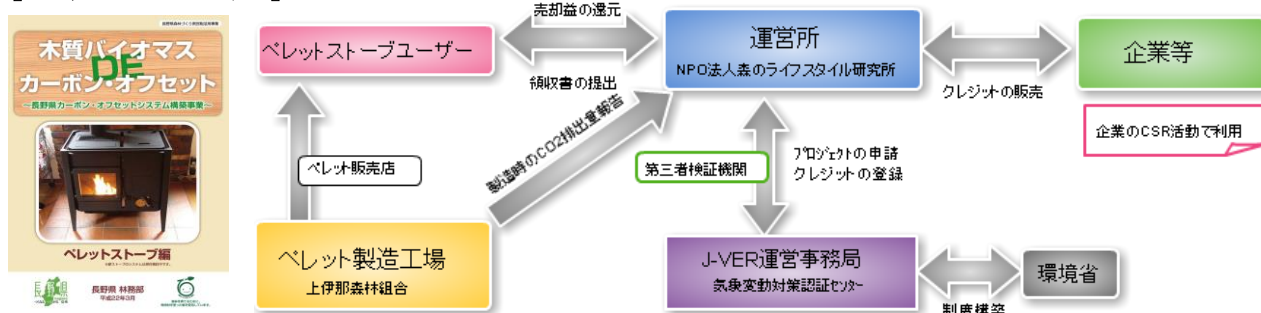 木質バイオマス
DE
カーボン・オフセット
~長野県カーボン・オフセットシステム構築事業~
ペレットストーブ編
長野県 林務部
平成22年3月
ペレットストーブユーザー
売却益の還元
領収書の提出
運営所
NPO法人森のライフスタイル研究所
クレジットの販売
企業等
企業のCSR活動で利用
ペレット販売店
製造時のCO2排出量報告
第三者検証機関
プロジェクトの申請
クレジットの登録
ペレット製造工場
上伊那森林組合
J-VER運営事務局
気象変動対策認証センター
環境省
制度構築